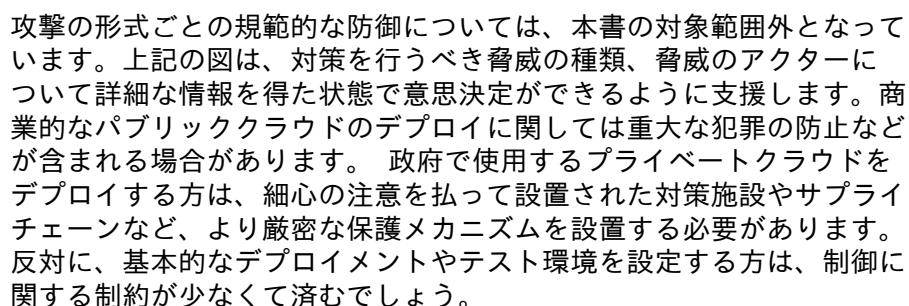 攻撃の形式ごとの規範的な防御については、本書の対象範囲外となって
います。上記の図は、対策を行うべき脅威の種類、脅威のアクターに
ついて詳細な情報を得た状態で意思決定ができるように支援します。商
業的なパブリッククラウドのデプロイに関しては重大な犯罪の防止など
が含まれる場合があります。 政府で使用するプライベートクラウドを
デプロイする方は、細心の注意を払って設置された対策施設やサプライ
チェーンなど、より厳密な保護メカニズムを設置する必要があります。
反対に、基本的なデプロイメントやテスト環境を設定する方は、制御に
関する制約が少なくて済むでしょう。